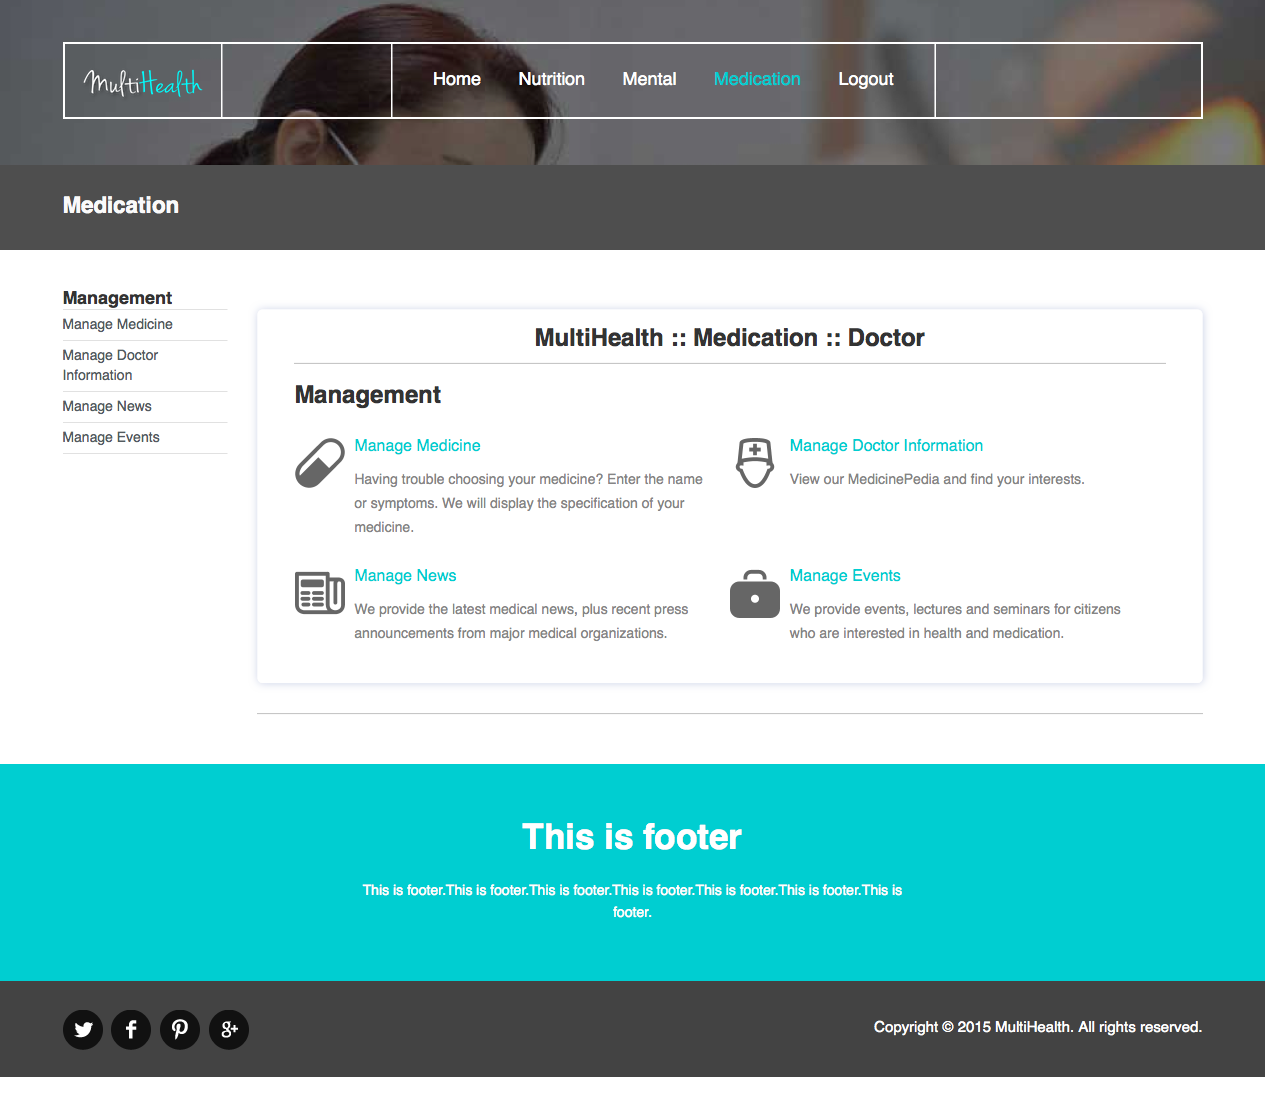 MultiHealth
Home Nutrition Mental Medication Logout
Medication
Management
Manage Medicine
Manage Doctor
Information
Manage News
Manage Events
MultiHealth :: Medication :: Doctor
Management
Manage Medicine
Having trouble choosing your medicine? Enter the name
or symptoms. We will display the specification of your
medicine.
Manage Doctor Information
View our MedicinePedia and find your interests.
Manage News
We provide the latest medical news, plus recent press
announcements from major medical organizations.
Manage Events
We provide events, lectures and seminars for citizens
who are interested in health and medication.
This is footer
This is footer.This is footer.This is footer.This is footer.This is footer.This is footer.This is
footer.
Copyright © 2015 MultiHealth. All rights reserved.